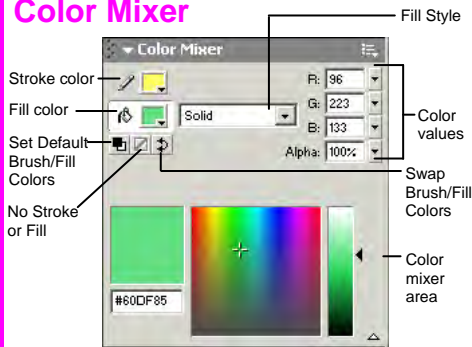 Color Mixer
Fill Style
Color Mixer
Stroke color
R: 96
Fill color
Solid
G: 223
Color
values
B: 133
Set Default
Brush/Fill
Colors
Alpha: 100%
Swap
Brush/Fill
Colors
No Stroke
or Fill
Color
mixer
area
#60DF85